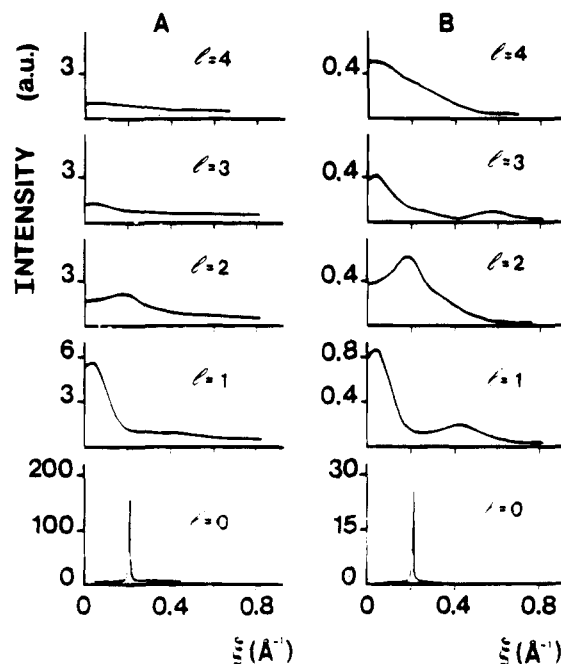 A B
INTENSITY (a.u.)
3 ℓ=4 0.4 ℓ=4
3 ℓ=3 0.4 ℓ=3
3 ℓ=2 0.4 ℓ=2
6 0.8
3 ℓ=1 0.4 ℓ=1
200 30
100 ℓ=0 15 ℓ=0
0 0
0 0.4 0.8 0 0.4 0.8
ξ(Å⁻¹) ξ(Å⁻¹)